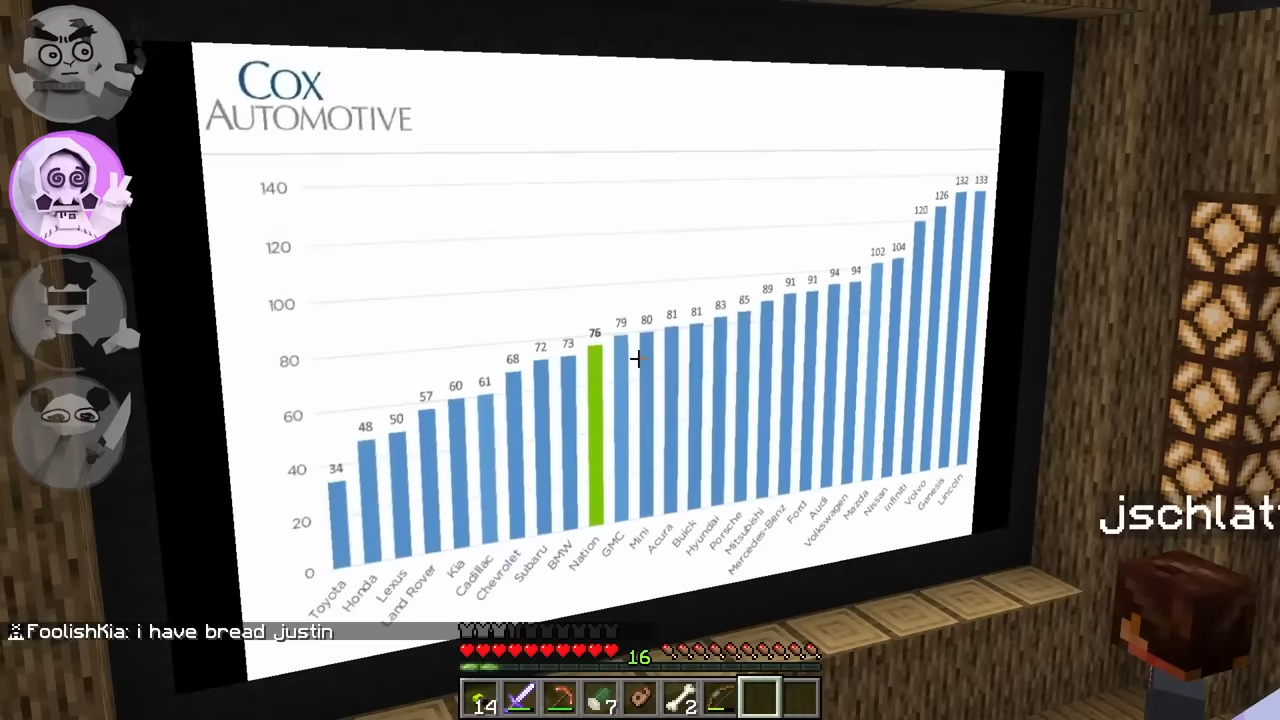 COX
AUTOMOTIVE
140
120
100
80
60
40
20
0
34
48
50
57
60
61
68
72
73
76
79
80
81
81
83
85
89
91
91
94
94
102
104
120
126
132
133
Toyota
Honda
Lexus
Land Rover
Kia
Cadillac
Chevrolet
Subaru
BMW
Nation
GMC
Mini
Acura
Buick
Hyundai
Porsche
Mitsubishi
Mercedes-Benz
Ford
Audi
Volkswagen
Mazda
Nissan
Infiniti
Volvo
Genesis
Lincoln
jschlat
FoolishKia: i have bread justin
16
14
7
2